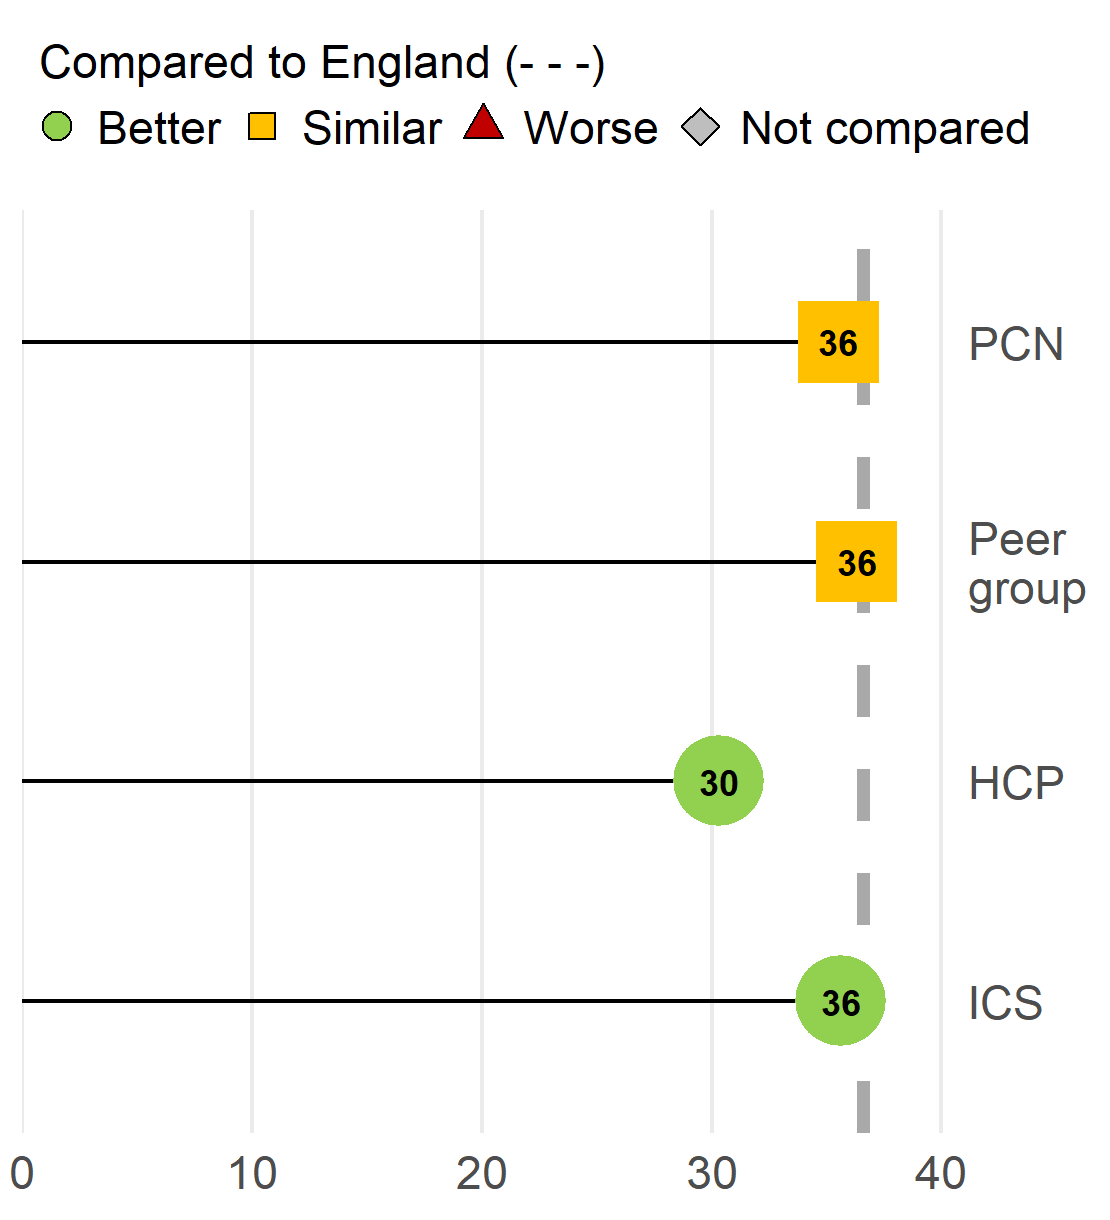 Compared to England (- - -)
Better Similar Worse Not compared
36 PCN
36 Peer
group
30 HCP
36 ICS
0 10 20 30 40